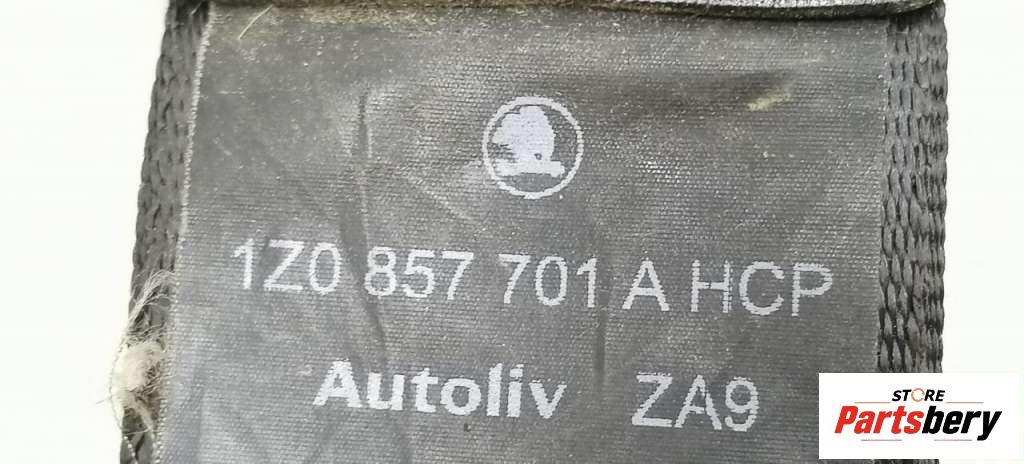 1Z0 857 701 A HCP
Autoliv ZA9
STORE
Partsbery